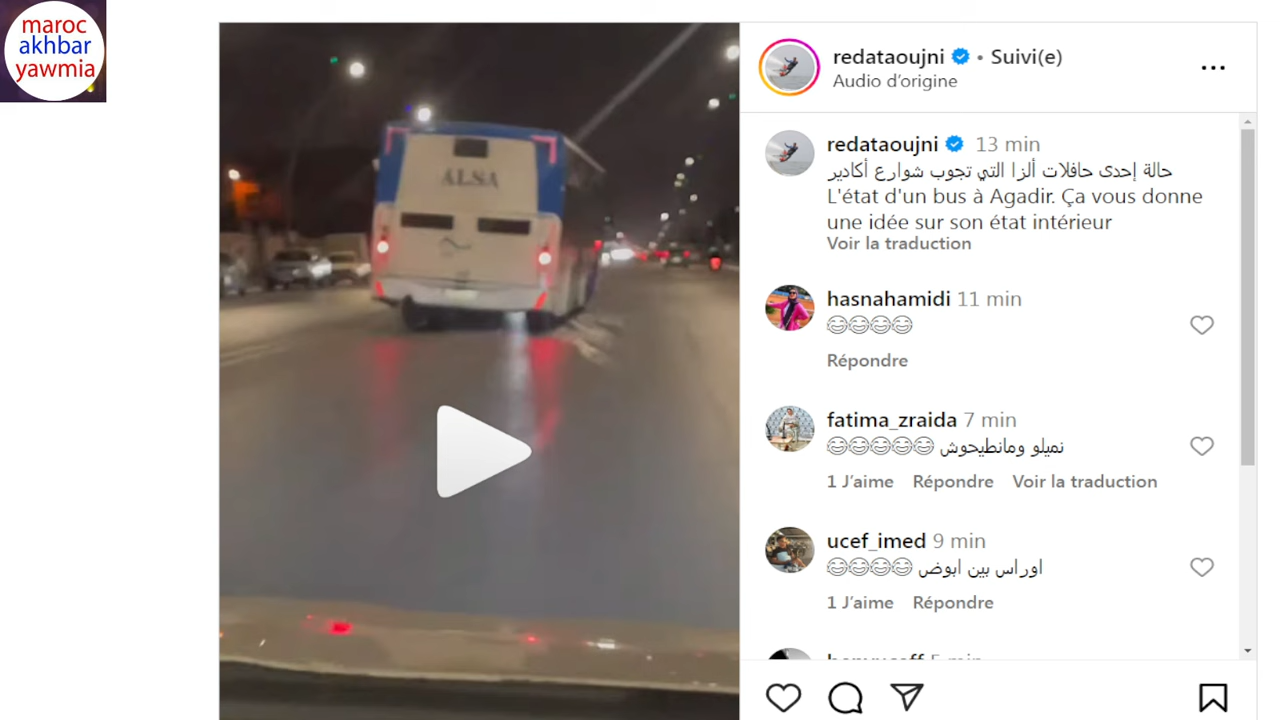 maroc
akhbar
yawmia
ALSA
redataoujni • Suivi(e)
Audio d’origine
redataoujni 13 min
حالة إحدى حافلات ألزا التي تجوب شوارع أكادير
L'état d'un bus à Agadir. Ça vous donne
une idée sur son état intérieur
Voir la traduction
hasnahamidi 11 min
😂😂😂😂
Répondre
fatima_zraida 7 min
نميلو ومانطيحوش 😂😂😂😂😂
1 J’aime Répondre Voir la traduction
ucef_imed 9 min
اوراس بين ابوض 😂😂😂😂
1 J’aime Répondre